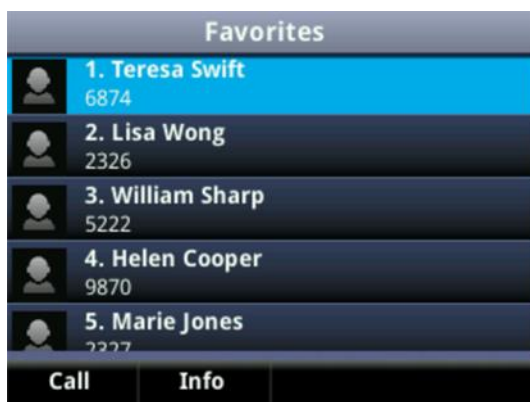 Favorites
1. Teresa Swift
6874
2. Lisa Wong
2326
3. William Sharp
5222
4. Helen Cooper
9870
5. Marie Jones
2327
Call Info